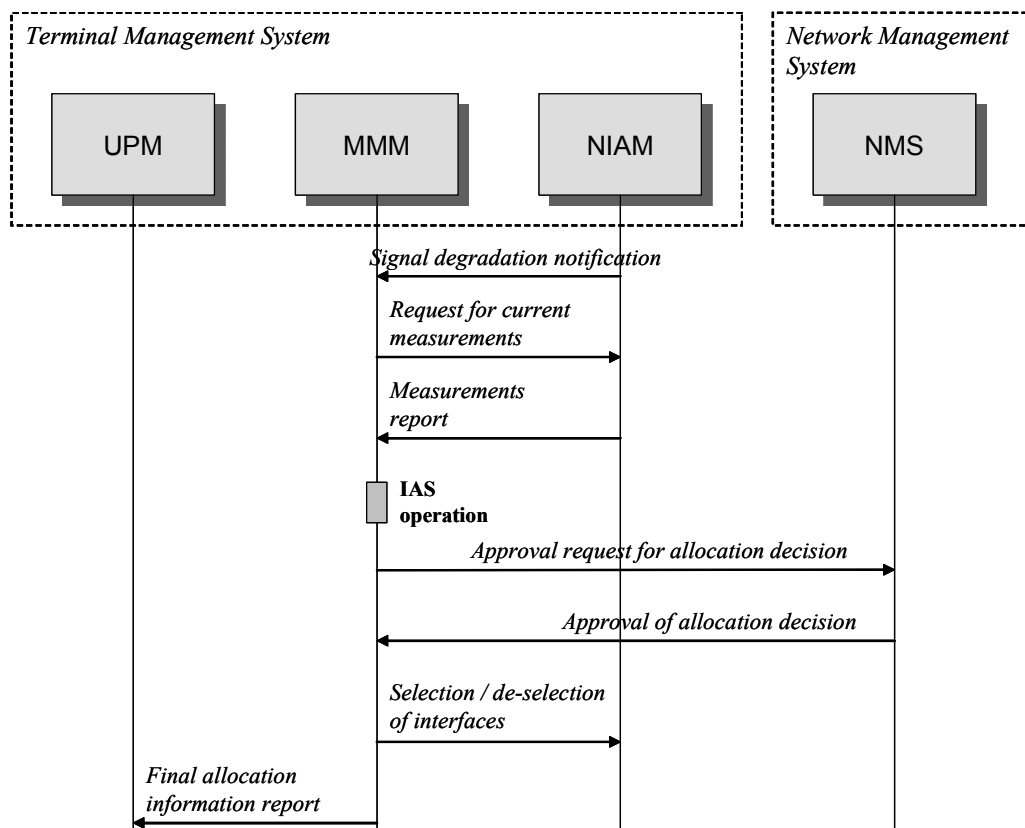 Terminal Management System
Network Management
System
UPM
MMM
NIAM
NMS
Signal degradation notification
Request for current
measurements
Measurements
report
IAS
operation
Approval request for allocation decision
Approval of allocation decision
Selection / de-selection
of interfaces
Final allocation
information report